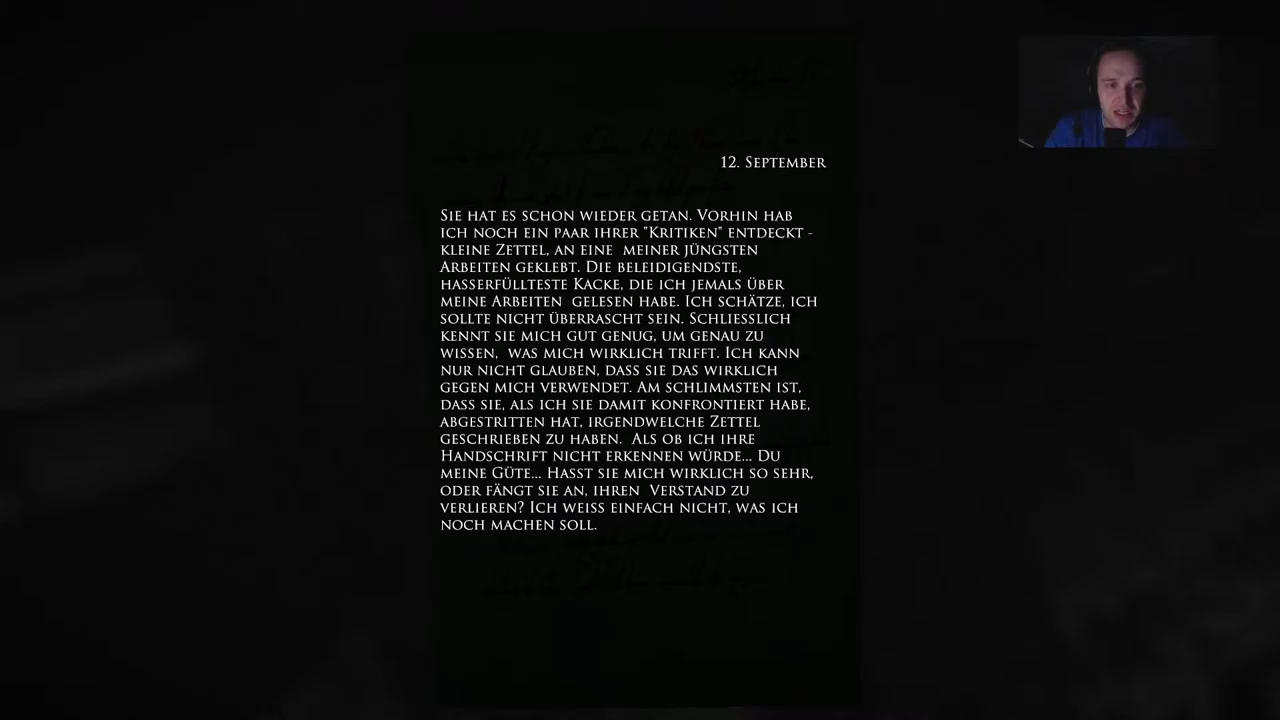 12. September
Sie hat es schon wieder getan. Vorhin hab
ich noch ein paar ihrer "Kritiken" entdeckt -
kleine Zettel, an eine meiner jüngsten
Arbeiten geklebt. Die beleidigendste,
hasserfüllteste Kacke, die ich jemals über
meine Arbeiten gelesen habe. Ich schätze, ich
sollte nicht überrascht sein. Schliesslich
kennt sie mich gut genug, um genau zu
wissen, was mich wirklich trifft. Ich kann
nur nicht glauben, dass sie das wirklich
gegen mich verwendet. Am schlimmsten ist,
dass sie, als ich sie damit konfrontiert habe,
abgestritten hat, irgendwelche Zettel
geschrieben zu haben. Als ob ich ihre
Handschrift nicht erkennen würde... Du
meine Güte... Hasst sie mich wirklich so sehr,
oder fängt sie an, ihren Verstand zu
verlieren? Ich weiss einfach nicht, was ich
noch machen soll.